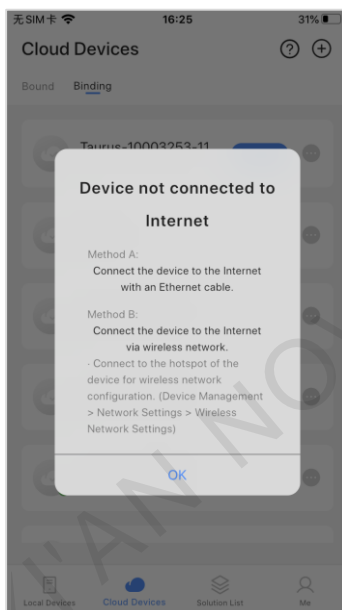 无SIM卡 16:25 31%
Cloud Devices
Bound Binding
Taurus-10003253-11
Device not connected to
Internet
Method A:
Connect the device to the Internet
with an Ethernet cable.
Method B:
Connect the device to the Internet
via wireless network.
- Connect to the hotspot of the
device for wireless network
configuration. (Device Management
> Network Settings > Wireless
Network Settings)
OK
Local Devices Cloud Devices Solution List Me